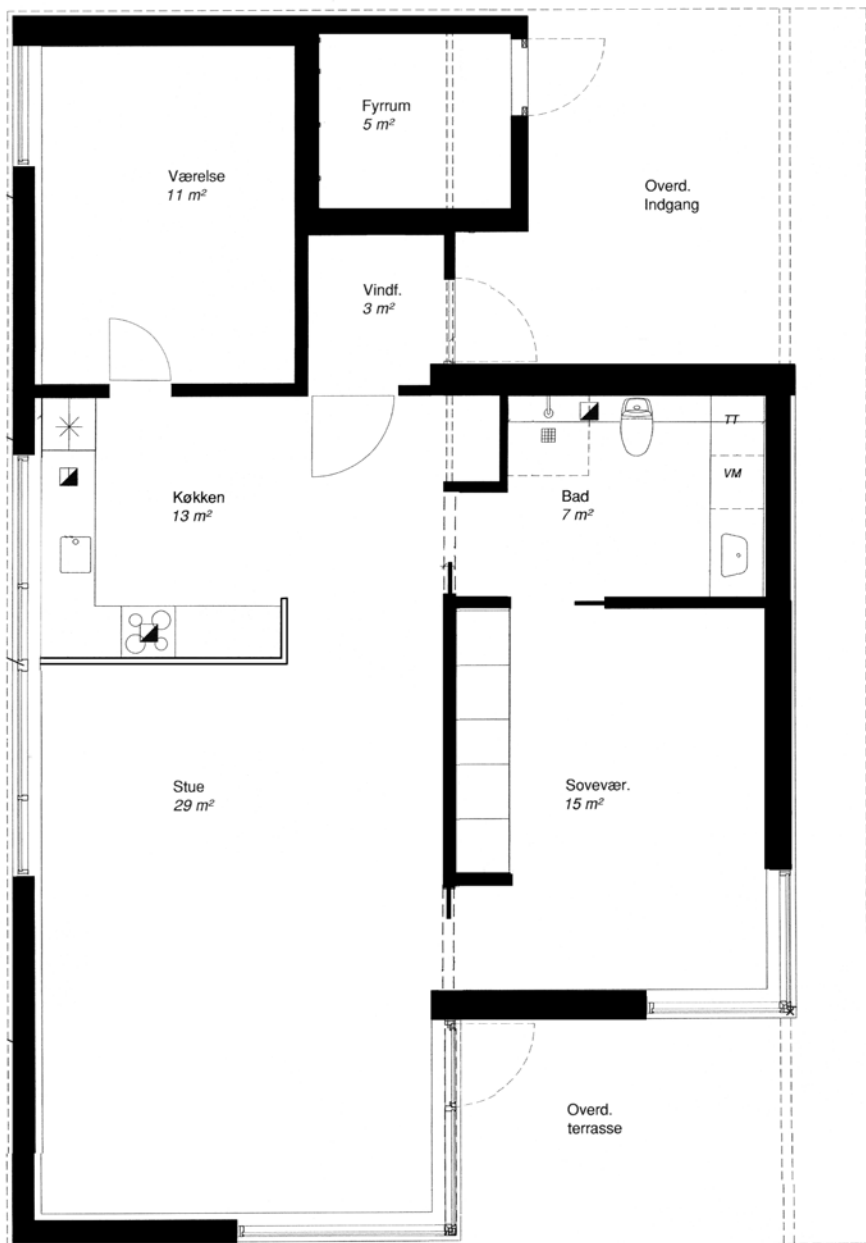 Fyrrum
5 m²
Værelse
11 m²
Overd.
Indgang
Vindf.
3 m²
TT
VM
Køkken
13 m²
Bad
7 m²
Stue
29 m²
Sovevær.
15 m²
Overd.
terrasse